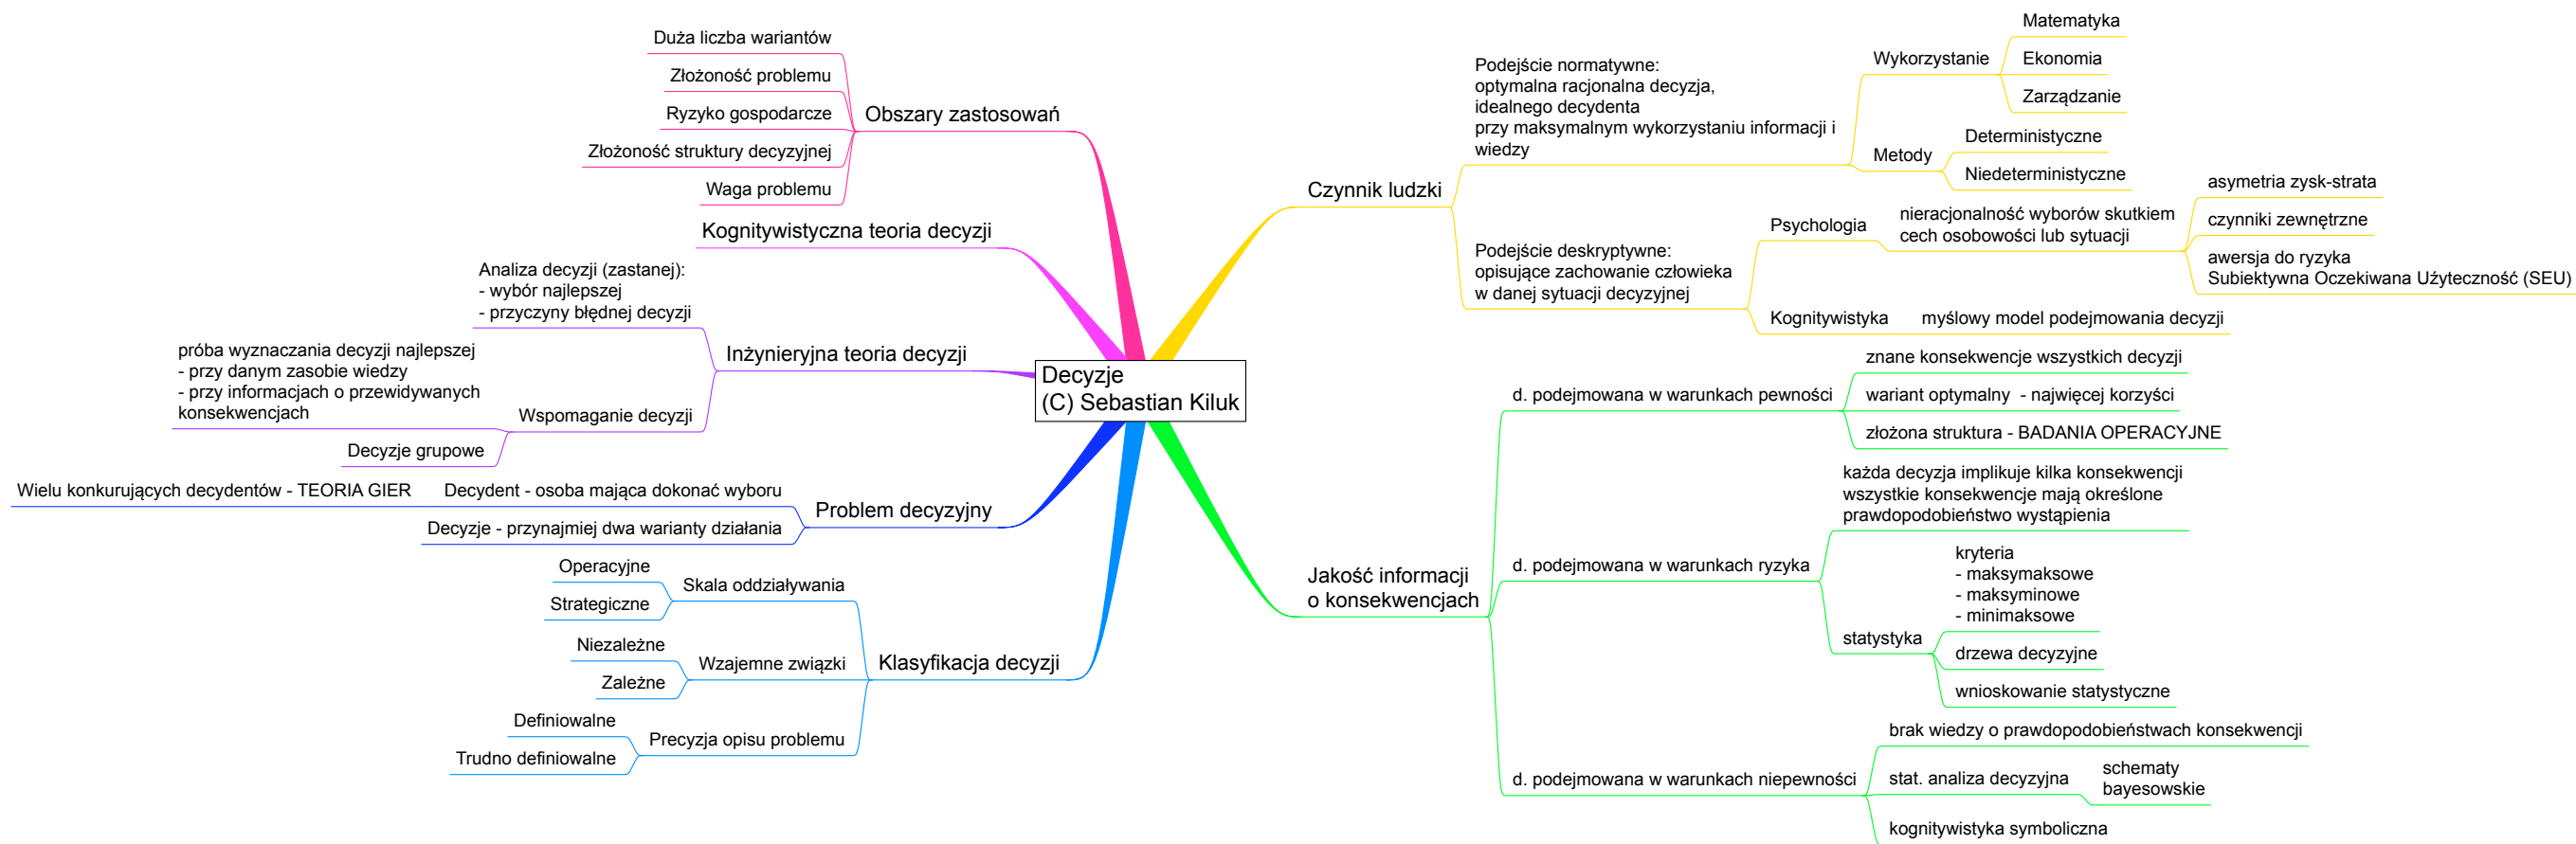 Decyzje
(C) Sebastian Kiluk
Obszary zastosowań
Duża liczba wariantów
Złożoność problemu
Ryzyko gospodarcze
Złożoność struktury decyzyjnej
Waga problemu
Kognitywistyczna teoria decyzji
Inżynieryjna teoria decyzji
Analiza decyzji (zastanej):
- wybór najlepszej
- przyczyny błędnej decyzji
Wspomaganie decyzji
próba wyznaczania decyzji najlepszej
- przy danym zasobie wiedzy
- przy informacjach o przewidywanych
konsekwencjach
Decyzje grupowe
Problem decyzyjny
Decydent - osoba mająca dokonać wyboru
Wielu konkurujących decydentów - TEORIA GIER
Decyzje - przynajmiej dwa warianty działania
Klasyfikacja decyzji
Skala oddziaływania
Operacyjne
Strategiczne
Wzajemne związki
Niezależne
Zależne
Precyzja opisu problemu
Definiowalne
Trudno definiowalne
Czynnik ludzki
Podejście normatywne:
optymalna racjonalna decyzja,
idealnego decydenta
przy maksymalnym wykorzystaniu informacji i
wiedzy
Wykorzystanie
Matematyka
Ekonomia
Zarządzanie
Metody
Deterministyczne
Niedeterministyczne
Podejście deskryptywne:
opisujące zachowanie człowieka
w danej sytuacji decyzyjnej
Psychologia
nieracjonalność wyborów skutkiem
cech osobowości lub sytuacji
asymetria zysk-strata
czynniki zewnętrzne
awersja do ryzyka
Subiektywna Oczekiwana Użyteczność (SEU)
Kognitywistyka
myślowy model podejmowania decyzji
Jakość informacji
o konsekwencjach
d. podejmowana w warunkach pewności
znane konsekwencje wszystkich decyzji
wariant optymalny - najwięcej korzyści
złożona struktura - BADANIA OPERACYJNE
d. podejmowana w warunkach ryzyka
każda decyzja implikuje kilka konsekwencji
wszystkie konsekwencje mają określone
prawdopodobieństwo wystąpienia
statystyka
kryteria
- maksymaksowe
- maksyminowe
- minimaksowe
drzewa decyzyjne
wnioskowanie statystyczne
d. podejmowana w warunkach niepewności
brak wiedzy o prawdopodobieństwach konsekwencji
stat. analiza decyzyjna
schematy
bayesowskie
kognitywistyka symboliczna